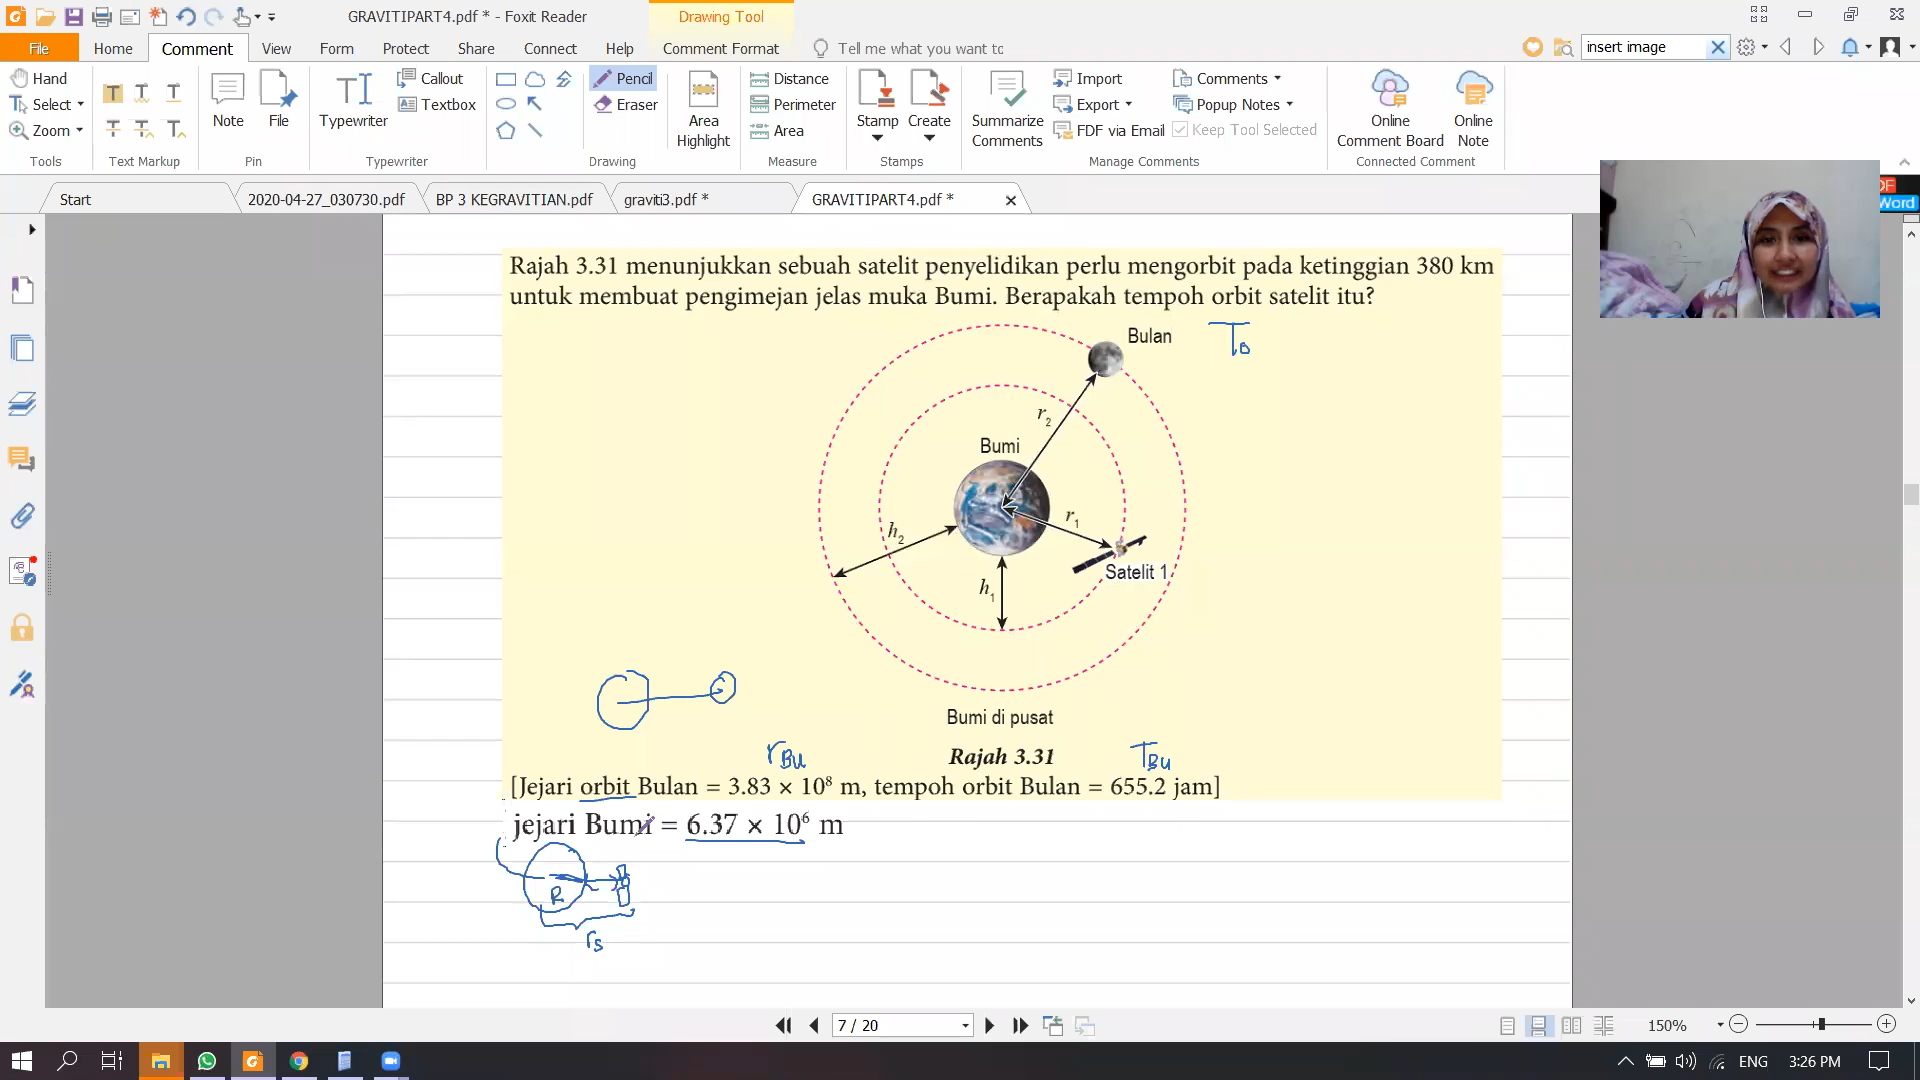 GRAVITIPART4.pdf * - Foxit Reader
Drawing Tool
File Home Comment View Form Protect Share Connect Help Comment Format Tell me what you want to insert image
Hand
Select
Zoom
Tools
Text Markup
Note File
Pin
Typewriter Callout
Textbox
Typewriter
Pencil
Eraser
Drawing
Area
Highlight
Distance
Perimeter
Area
Measure
Stamp Create
Stamps
Summarize
Comments
Import
Export
FDF via Email
Comments
Popup Notes
Keep Tool Selected
Manage Comments
Online
Comment Board
Online
Note
Connected Comment
Start 2020-04-27_030730.pdf BP 3 KEGRAVITIAN.pdf graviti3.pdf * GRAVITIPART4.pdf *
DF
Word
Rajah 3.31 menunjukkan sebuah satelit penyelidikan perlu mengorbit pada ketinggian 380 km
untuk membuat pengimejan jelas muka Bumi. Berapakah tempoh orbit satelit itu?
Bulan
r2
Bumi
r1
h2
Satelit 1
h1
Bumi di pusat
rBu
Rajah 3.31
TBu
[Jejari orbit Bulan = 3.83 × 10⁸ m, tempoh orbit Bulan = 655.2 jam]
jejari Bumi = 6.37 × 10⁶ m
R
rs
7 / 20
150%
ENG 3:26 PM